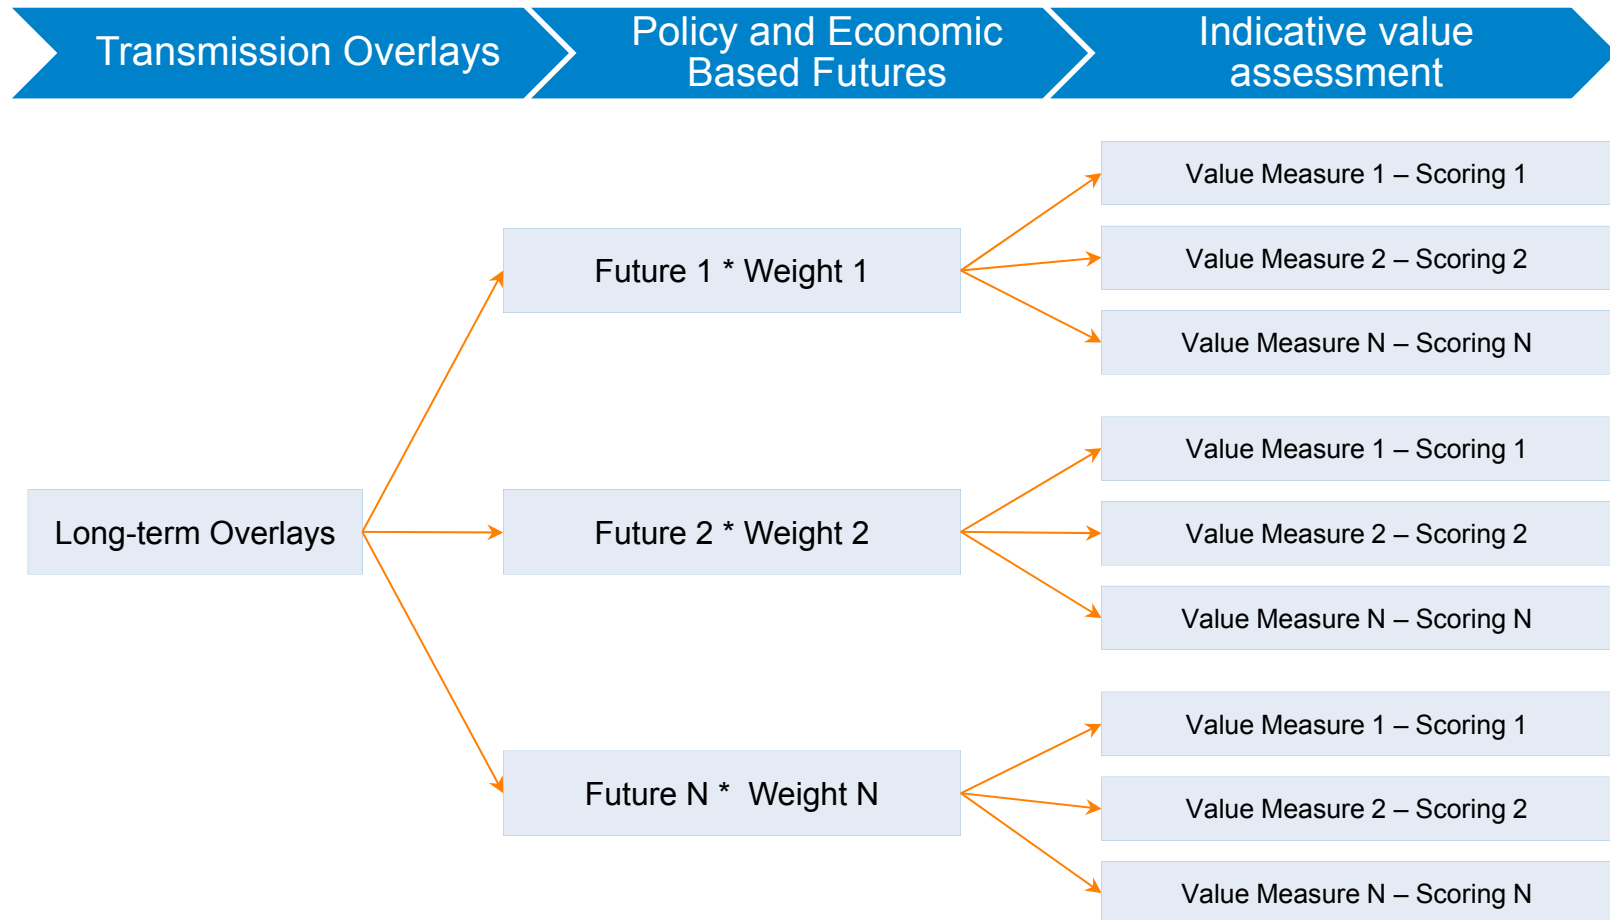 Transmission Overlays
Policy and Economic
Based Futures
Indicative value
assessment
Long-term Overlays
Future 1 * Weight 1
Value Measure 1 – Scoring 1
Value Measure 2 – Scoring 2
Value Measure N – Scoring N
Future 2 * Weight 2
Value Measure 1 – Scoring 1
Value Measure 2 – Scoring 2
Value Measure N – Scoring N
Future N *  Weight N
Value Measure 1 – Scoring 1
Value Measure 2 – Scoring 2
Value Measure N – Scoring N